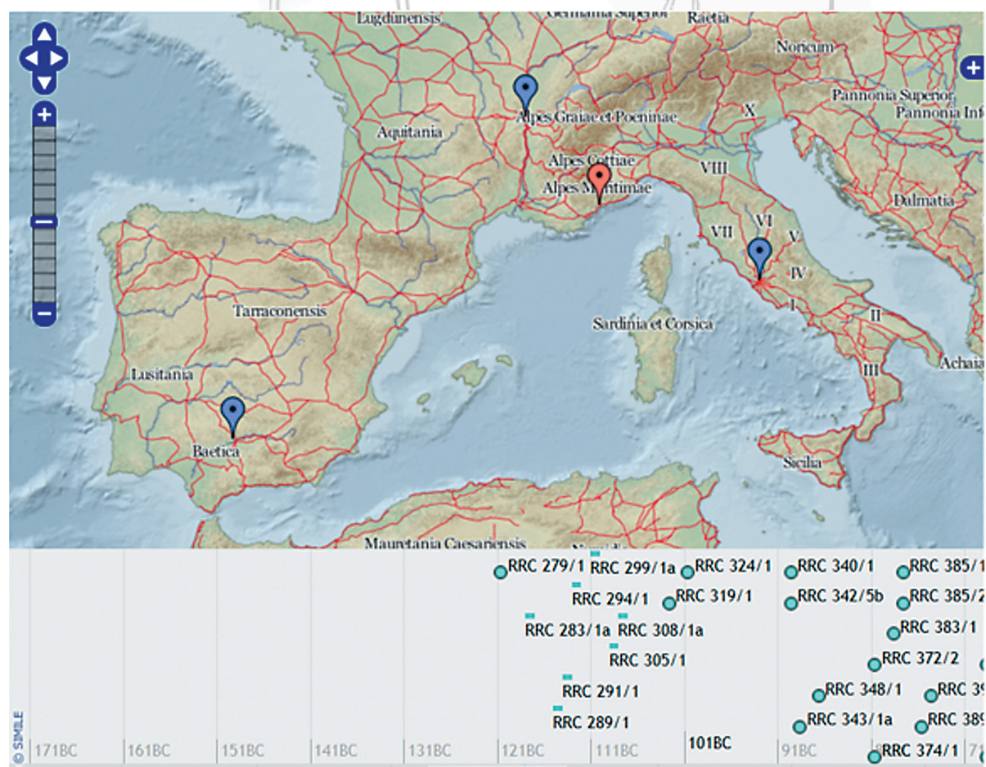 Lugdunensis
Germania Superior
Raetia
Noricum
Pannonia Superior
Pannonia Inf
X
Alpes Graiae et Poeninae
Aquitania
Alpes Cottiae
VIII
Alpes Maritimae
Dalmatia
VI
VII
V
IV
Tarraconensis
I
II
Sardinia et Corsica
Achaia
Lusitania
III
Baetica
Sicilia
Mauretania Caesariensis
RRC 279/1 RRC 299/1a RRC 324/1 RRC 340/1 RRC 385/1
RRC 294/1 RRC 319/1 RRC 342/5b RRC 385/2
RRC 283/1a RRC 308/1a RRC 383/1
RRC 305/1 RRC 372/2
RRC 291/1 RRC 348/1 RRC 39
RRC 289/1 RRC 343/1a RRC 389
171BC 161BC 151BC 141BC 131BC 121BC 111BC 101BC 91BC RRC 374/1 71
© SIMILE